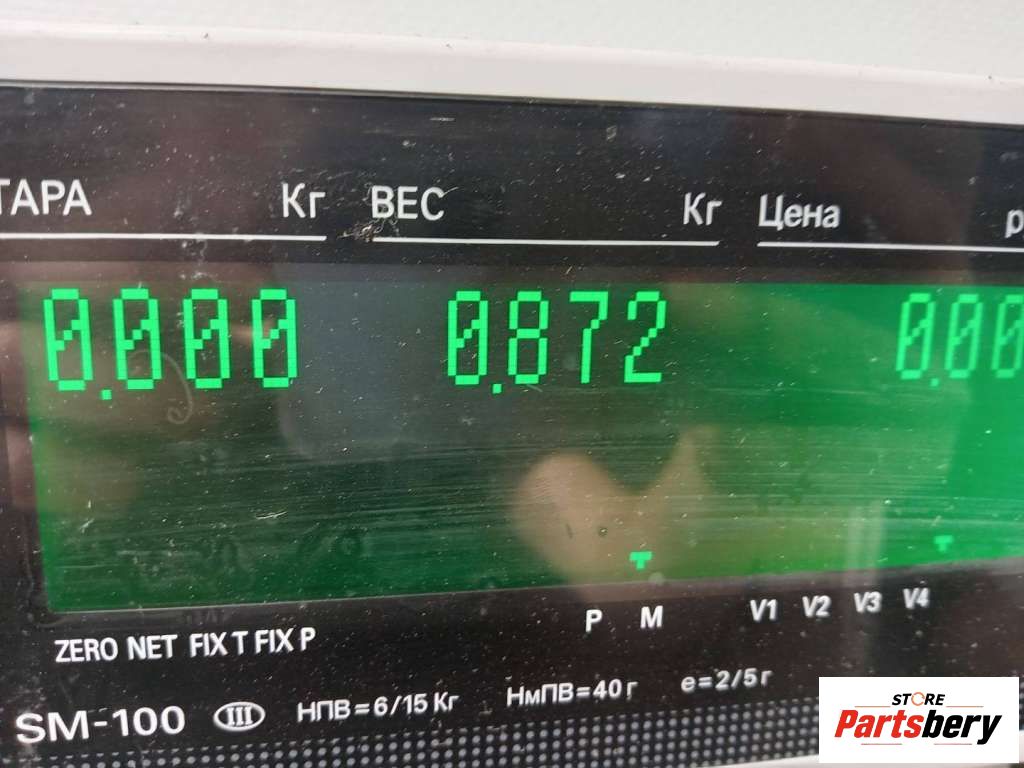 ТАРА Кг ВЕС Кг Цена р
0.000 0.872 0.00
P M V1 V2 V3 V4
ZERO NET FIX T FIX P
SM-100 III НПВ=6/15 Кг НмПВ=40 г e=2/5 г
STORE
Partsbery